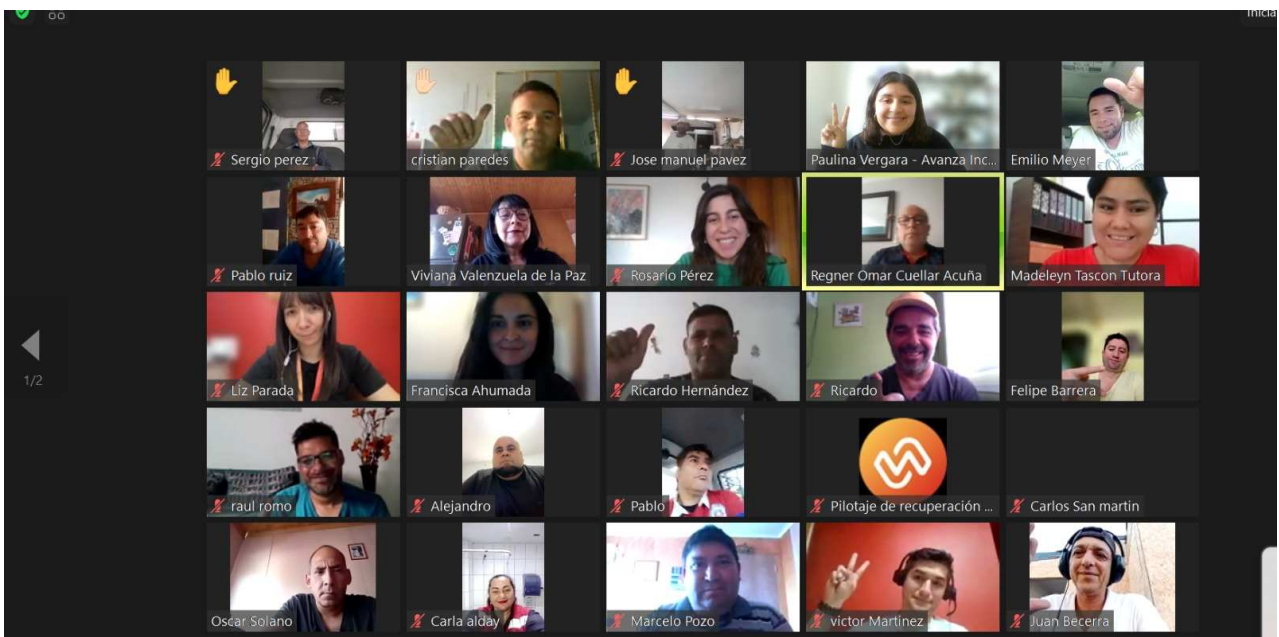 Inicia
Sergio perez
cristian paredes
Jose manuel pavez
Paulina Vergara - Avanza Inc...
Emilio Meyer
Pablo ruiz
Viviana Valenzuela de la Paz
Rosario Pérez
Regner Omar Cuellar Acuña
Madeleyn Tascon Tutora
Liz Parada
Francisca Ahumada
Ricardo Hernández
Ricardo
Felipe Barrera
1/2
raul romo
Alejandro
Pablo
Pilotaje de recuperación ...
Carlos San martin
Oscar Solano
Carla alday
Marcelo Pozo
victor Martinez
Juan Becerra